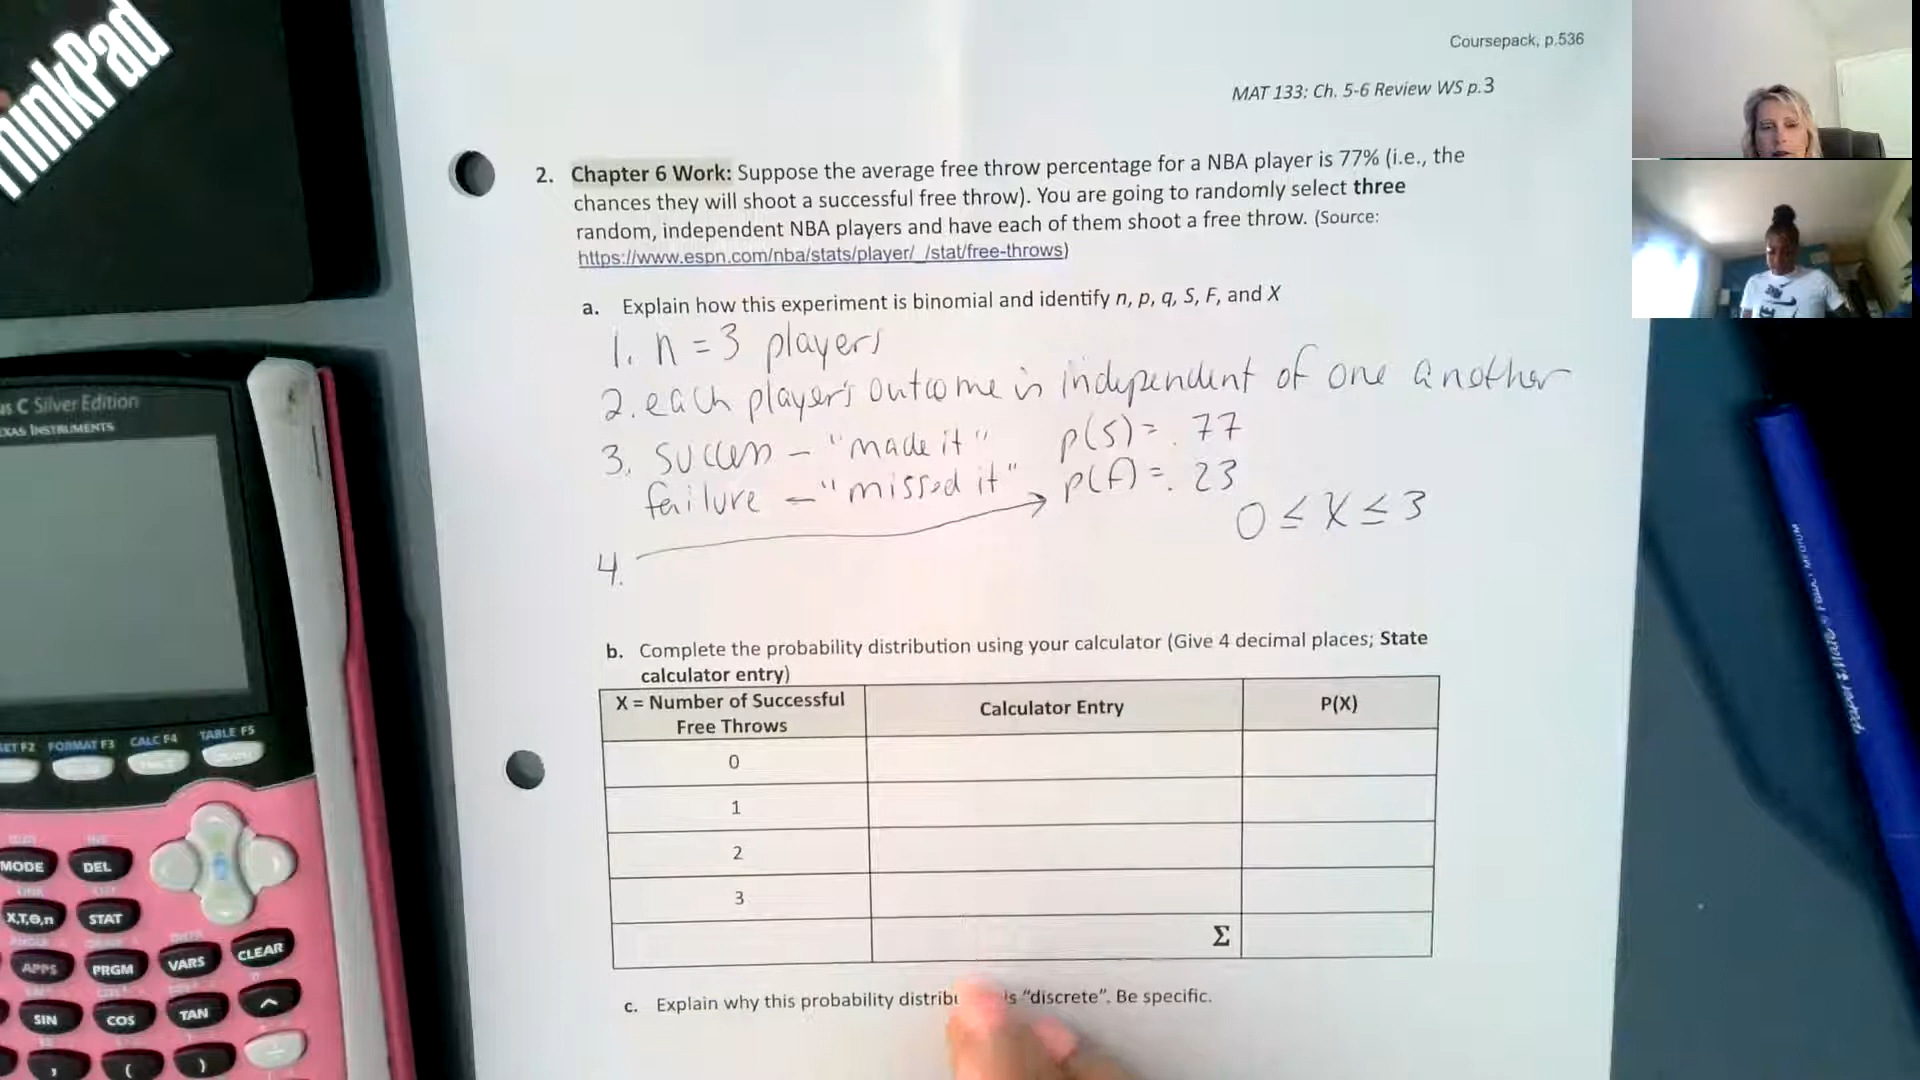 ThinkPad
Coursepack, p.536
MAT 133: Ch. 5-6 Review WS p.3
2. Chapter 6 Work: Suppose the average free throw percentage for a NBA player is 77% (i.e., the
chances they will shoot a successful free throw). You are going to randomly select three
random, independent NBA players and have each of them shoot a free throw. (Source:
https://www.espn.com/nba/stats/player/_/stat/free-throws)
a. Explain how this experiment is binomial and identify n, p, q, S, F, and X
1. n = 3 players
2. each player's outcome is independent of one another
3. success - "made it" p(S) = .77
failure - "missed it" p(F) = .23
0 ≤ X ≤ 3
4.
b. Complete the probability distribution using your calculator (Give 4 decimal places; State
calculator entry)
X = Number of Successful
Free Throws
Calculator Entry
P(X)
0
1
2
3
Σ
c. Explain why this probability is "discrete". Be specific.
C Silver Edition
INSTRUMENTS
F2 FORMAT F3 CALC F4 TABLE F5
MODE DEL
X,T,Θ,n STAT
APPS PRGM VARS CLEAR
SIN COS TAN ^
, ( )
Paper Mate